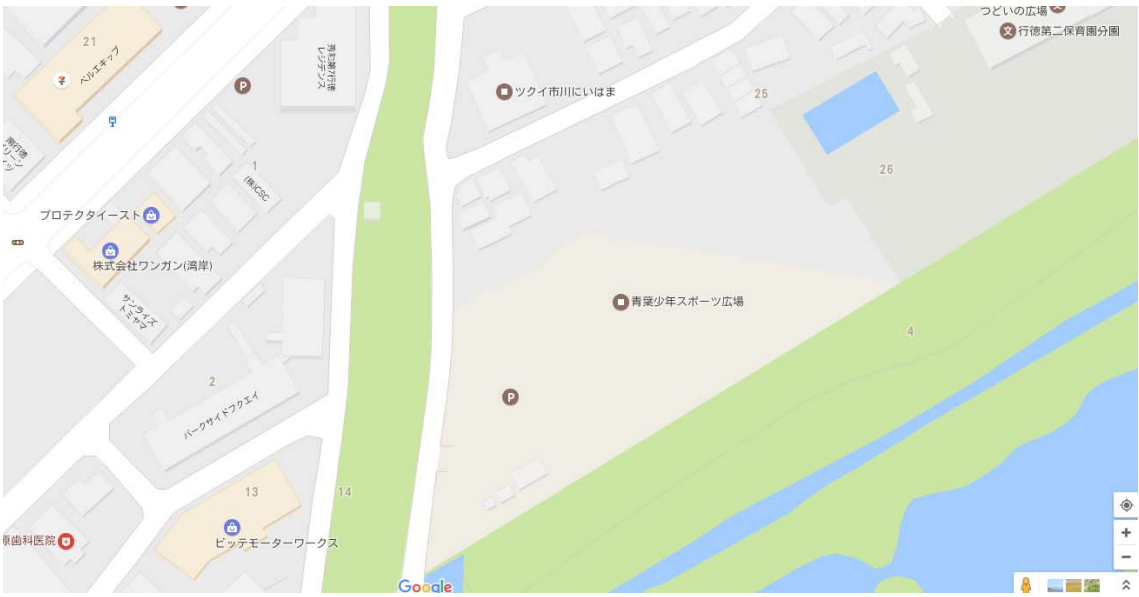 つどいの広場
行徳第二保育園分園
21
ベルエキップ
秀和第7行徳
レジデンス
P
ツクイ市川にいはま
25
26
1
(株)CSC
プロテクタイースト
株式会社ワンガン(湾岸)
サンライズ
トミヤマ
青葉少年スポーツ広場
4
2
パークサイドフクエイ
P
13
14
ビッテモーターワークス
原歯科医院
Google